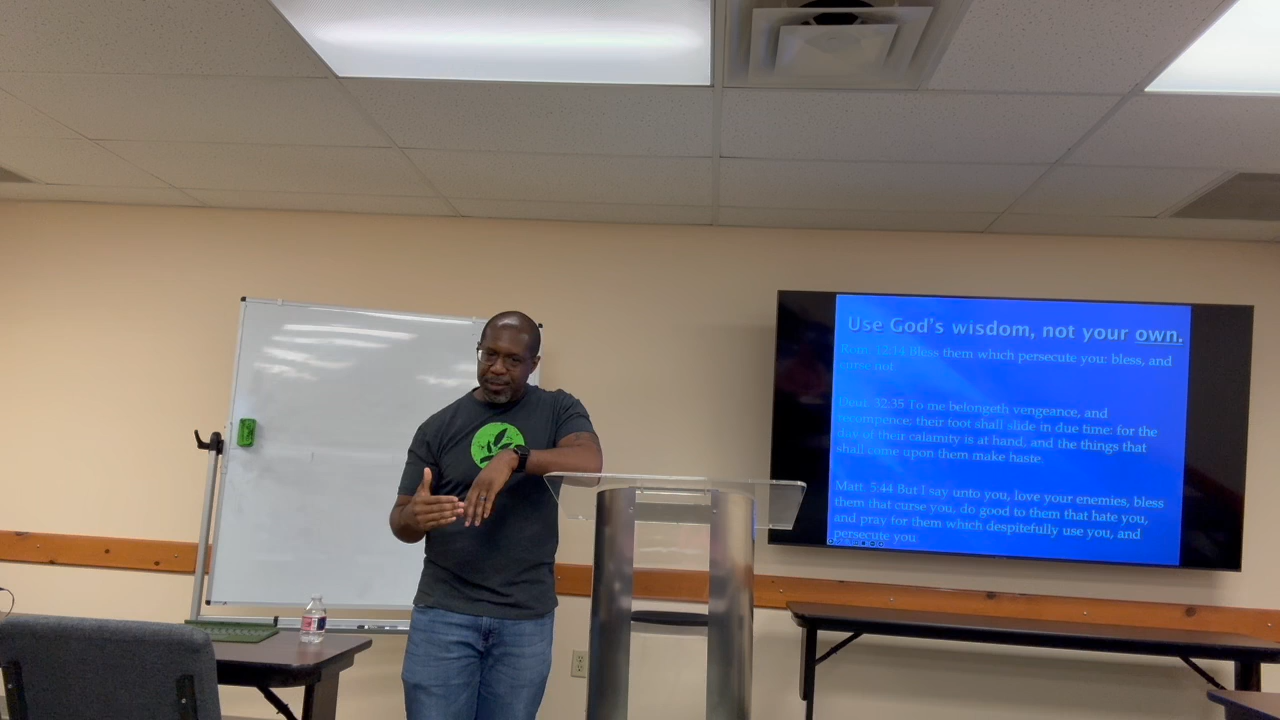 Use God's wisdom, not your own.
Rom. 12:14 Bless them which persecute you: bless, and
curse not.
Deut. 32:35 To me belongeth vengeance, and
recompence; their foot shall slide in due time: for the
day of their calamity is at hand, and the things that
shall come upon them make haste.
Matt. 5:44 But I say unto you, love your enemies, bless
them that curse you, do good to them that hate you,
and pray for them which despitefully use you, and
persecute you